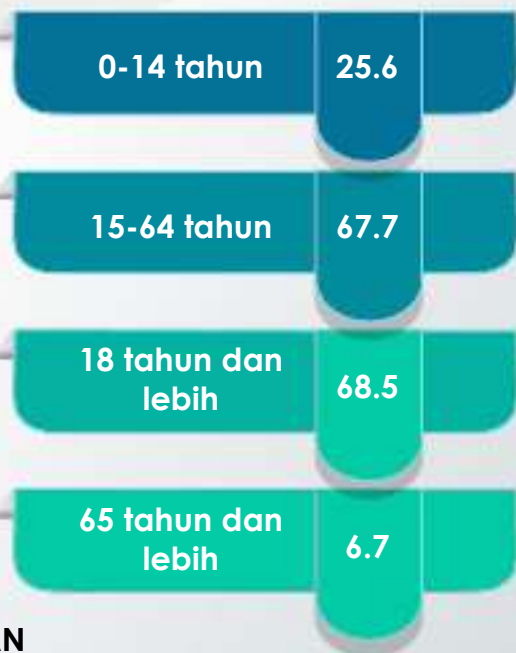 0-14 tahun 25.6
15-64 tahun 67.7
18 tahun dan
lebih 68.5
65 tahun dan
lebih 6.7